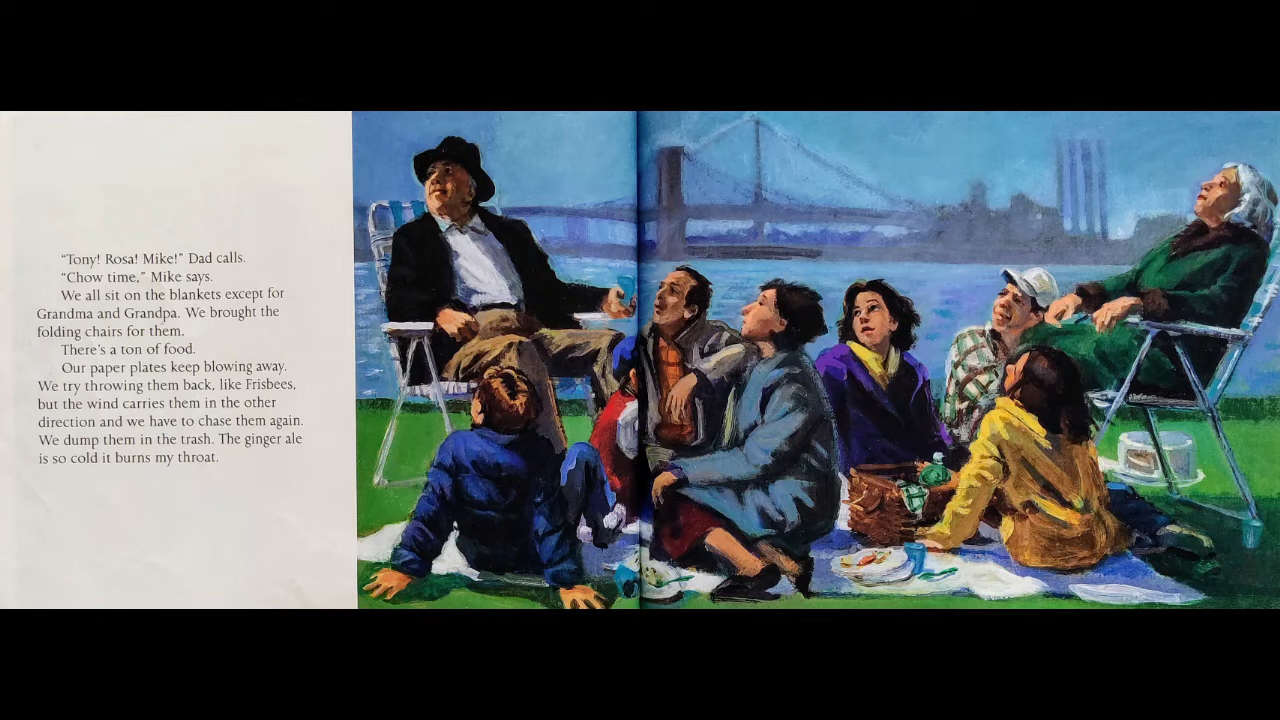 “Tony! Rosa! Mike!” Dad calls.
“Chow time,” Mike says.
We all sit on the blankets except for
Grandma and Grandpa. We brought the
folding chairs for them.
There’s a ton of food.
Our paper plates keep blowing away.
We try throwing them back, like Frisbees,
but the wind carries them in the other
direction and we have to chase them again.
We dump them in the trash. The ginger ale
is so cold it burns my throat.